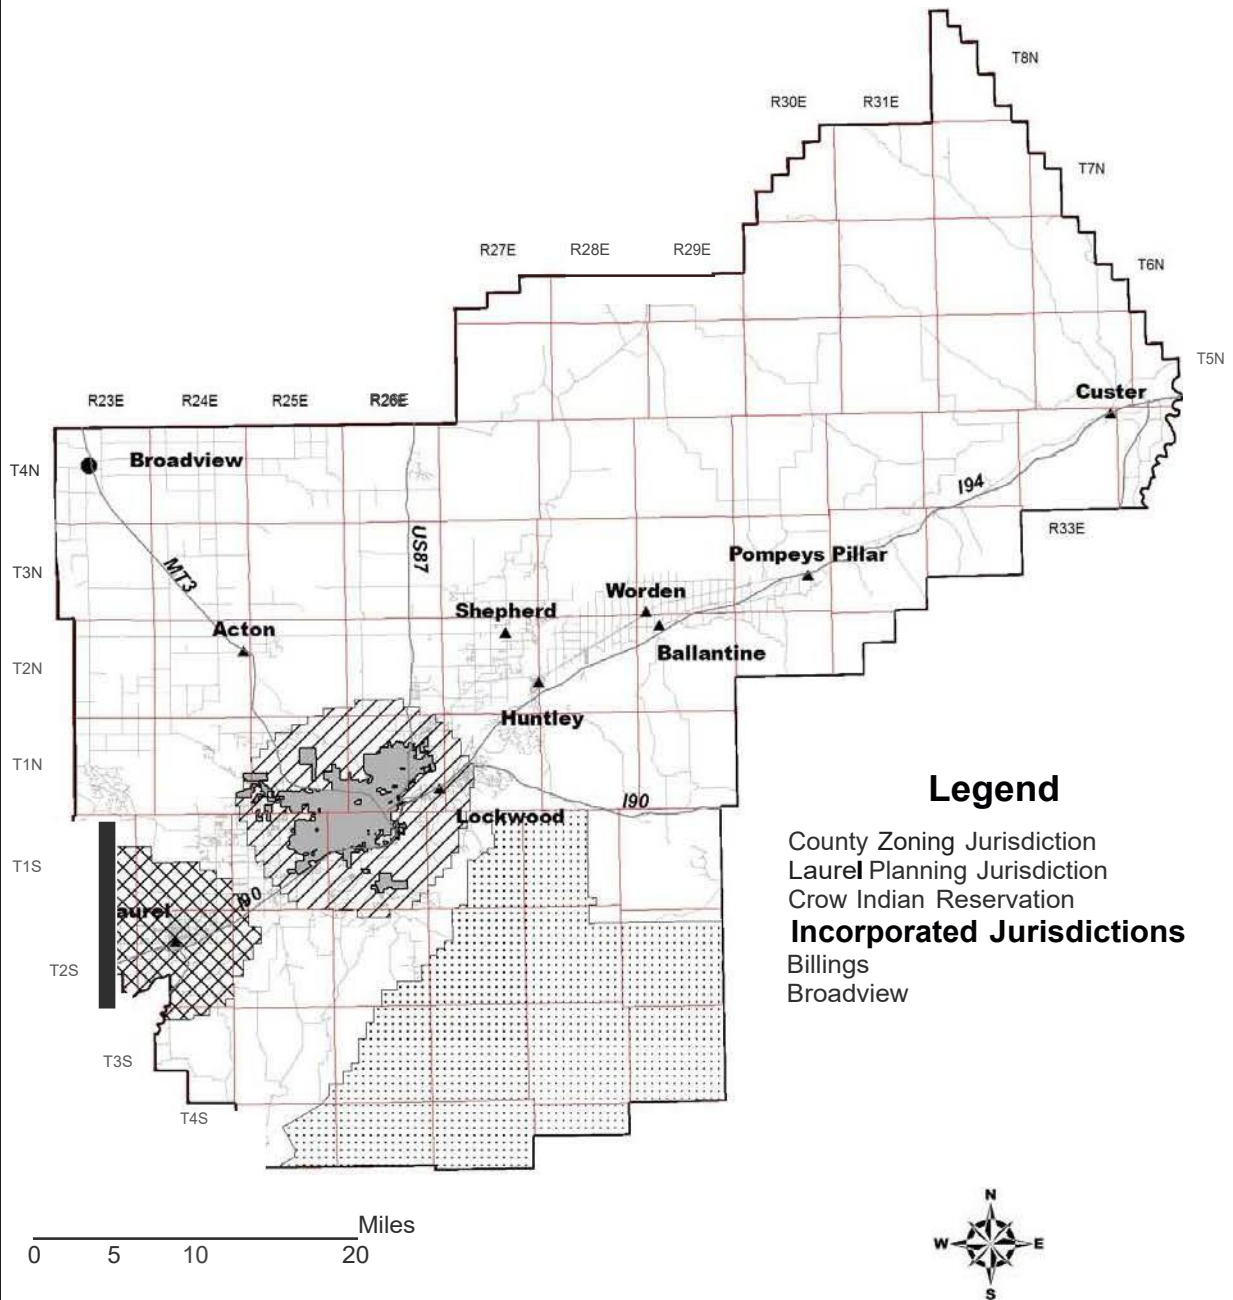 T8N
R30E R31E
T7N
R27E R28E R29E
T6N
T5N
Custer
R23E R24E R25E R26E
Broadview
T4N
I94
US87
R33E
Pompeys Pillar
MT3
T3N
Worden
Shepherd
Acton
Ballantine
T2N
Huntley
T1N
I90
Lockwood
T1S
I90
aurel
T2S
T3S
T4S
Legend
County Zoning Jurisdiction
Laurel Planning Jurisdiction
Crow Indian Reservation
Incorporated Jurisdictions
Billings
Broadview
Miles
0 5 10 20
N
W E
S